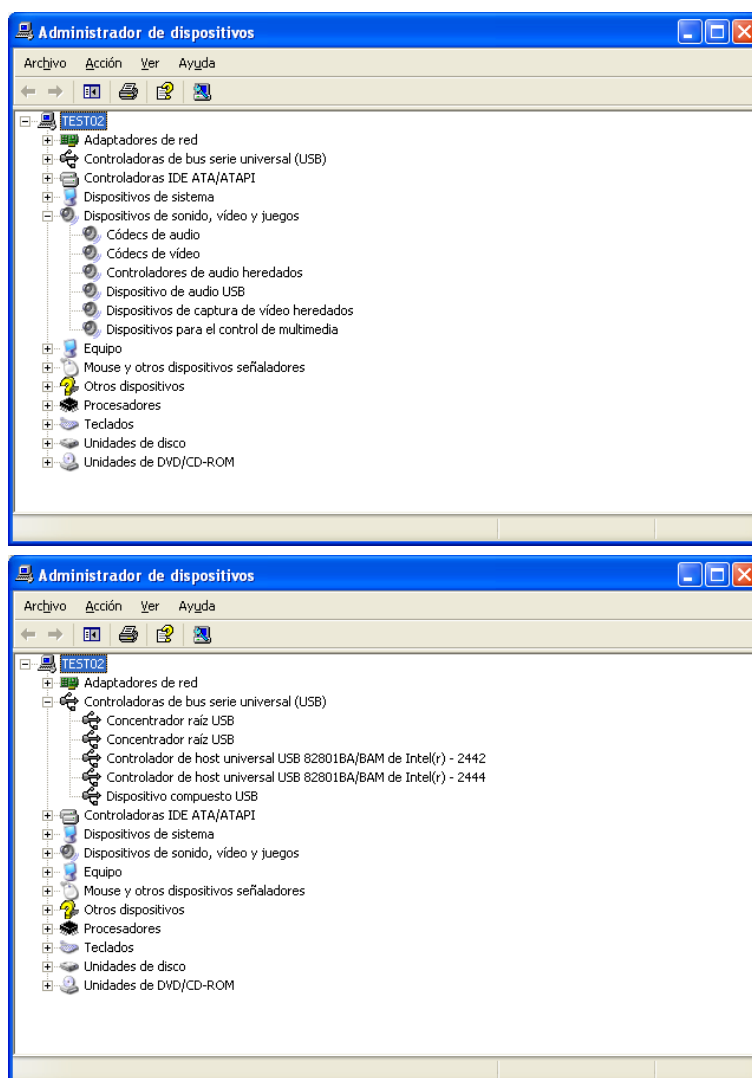 Administrador de dispositivos
Archivo Acción Ver Ayuda
TEST02
Adaptadores de red
Controladoras de bus serie universal (USB)
Controladoras IDE ATA/ATAPI
Dispositivos de sistema
Dispositivos de sonido, vídeo y juegos
Códecs de audio
Códecs de vídeo
Controladores de audio heredados
Dispositivo de audio USB
Dispositivos de captura de vídeo heredados
Dispositivos para el control de multimedia
Equipo
Mouse y otros dispositivos señaladores
Otros dispositivos
Procesadores
Teclados
Unidades de disco
Unidades de DVD/CD-ROM
Administrador de dispositivos
Archivo Acción Ver Ayuda
TEST02
Adaptadores de red
Controladoras de bus serie universal (USB)
Concentrador raíz USB
Concentrador raíz USB
Controlador de host universal USB 82801BA/BAM de Intel(r) - 2442
Controlador de host universal USB 82801BA/BAM de Intel(r) - 2444
Dispositivo compuesto USB
Controladoras IDE ATA/ATAPI
Dispositivos de sistema
Dispositivos de sonido, vídeo y juegos
Equipo
Mouse y otros dispositivos señaladores
Otros dispositivos
Procesadores
Teclados
Unidades de disco
Unidades de DVD/CD-ROM